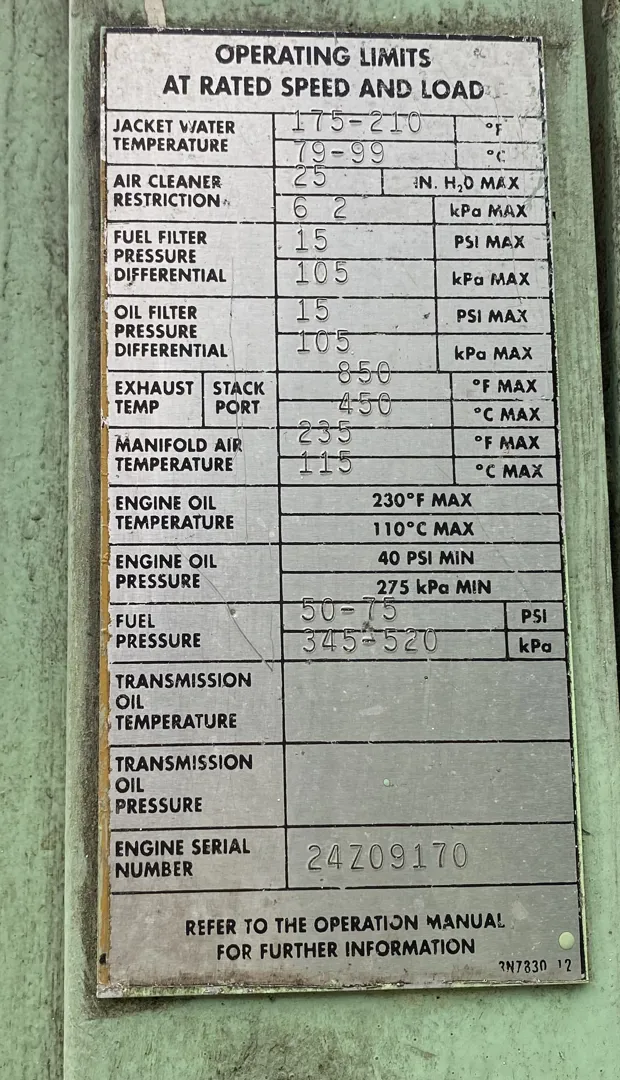 OPERATING LIMITS
AT RATED SPEED AND LOAD
JACKET WATER TEMPERATURE 175-210 °F
79-99 °C
AIR CLEANER RESTRICTION 25 IN. H₂O MAX
6 2 kPa MAX
FUEL FILTER PRESSURE DIFFERENTIAL 15 PSI MAX
105 kPa MAX
OIL FILTER PRESSURE DIFFERENTIAL 15 PSI MAX
105 kPa MAX
EXHAUST TEMP STACK PORT 850 °F MAX
450 °C MAX
MANIFOLD AIR TEMPERATURE 235 °F MAX
115 °C MAX
ENGINE OIL TEMPERATURE 230°F MAX
110°C MAX
ENGINE OIL PRESSURE 40 PSI MIN
275 kPa MIN
FUEL PRESSURE 50-75 PSI
345-520 kPa
TRANSMISSION
OIL
TEMPERATURE
TRANSMISSION
OIL
PRESSURE
ENGINE SERIAL NUMBER 24Z09170
REFER TO THE OPERATION MANUAL
FOR FURTHER INFORMATION